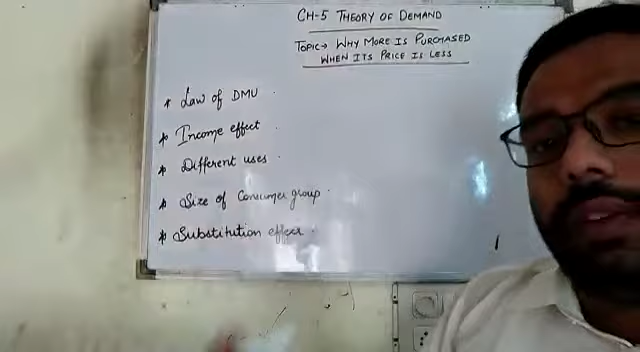 CH-5 THEORY OF DEMAND
TOPIC→ WHY MORE IS PURCHASED
WHEN ITS PRICE IS LESS
* Law of DMU
* Income effect
* Different uses
* Size of Consumer group
* Substitution effect